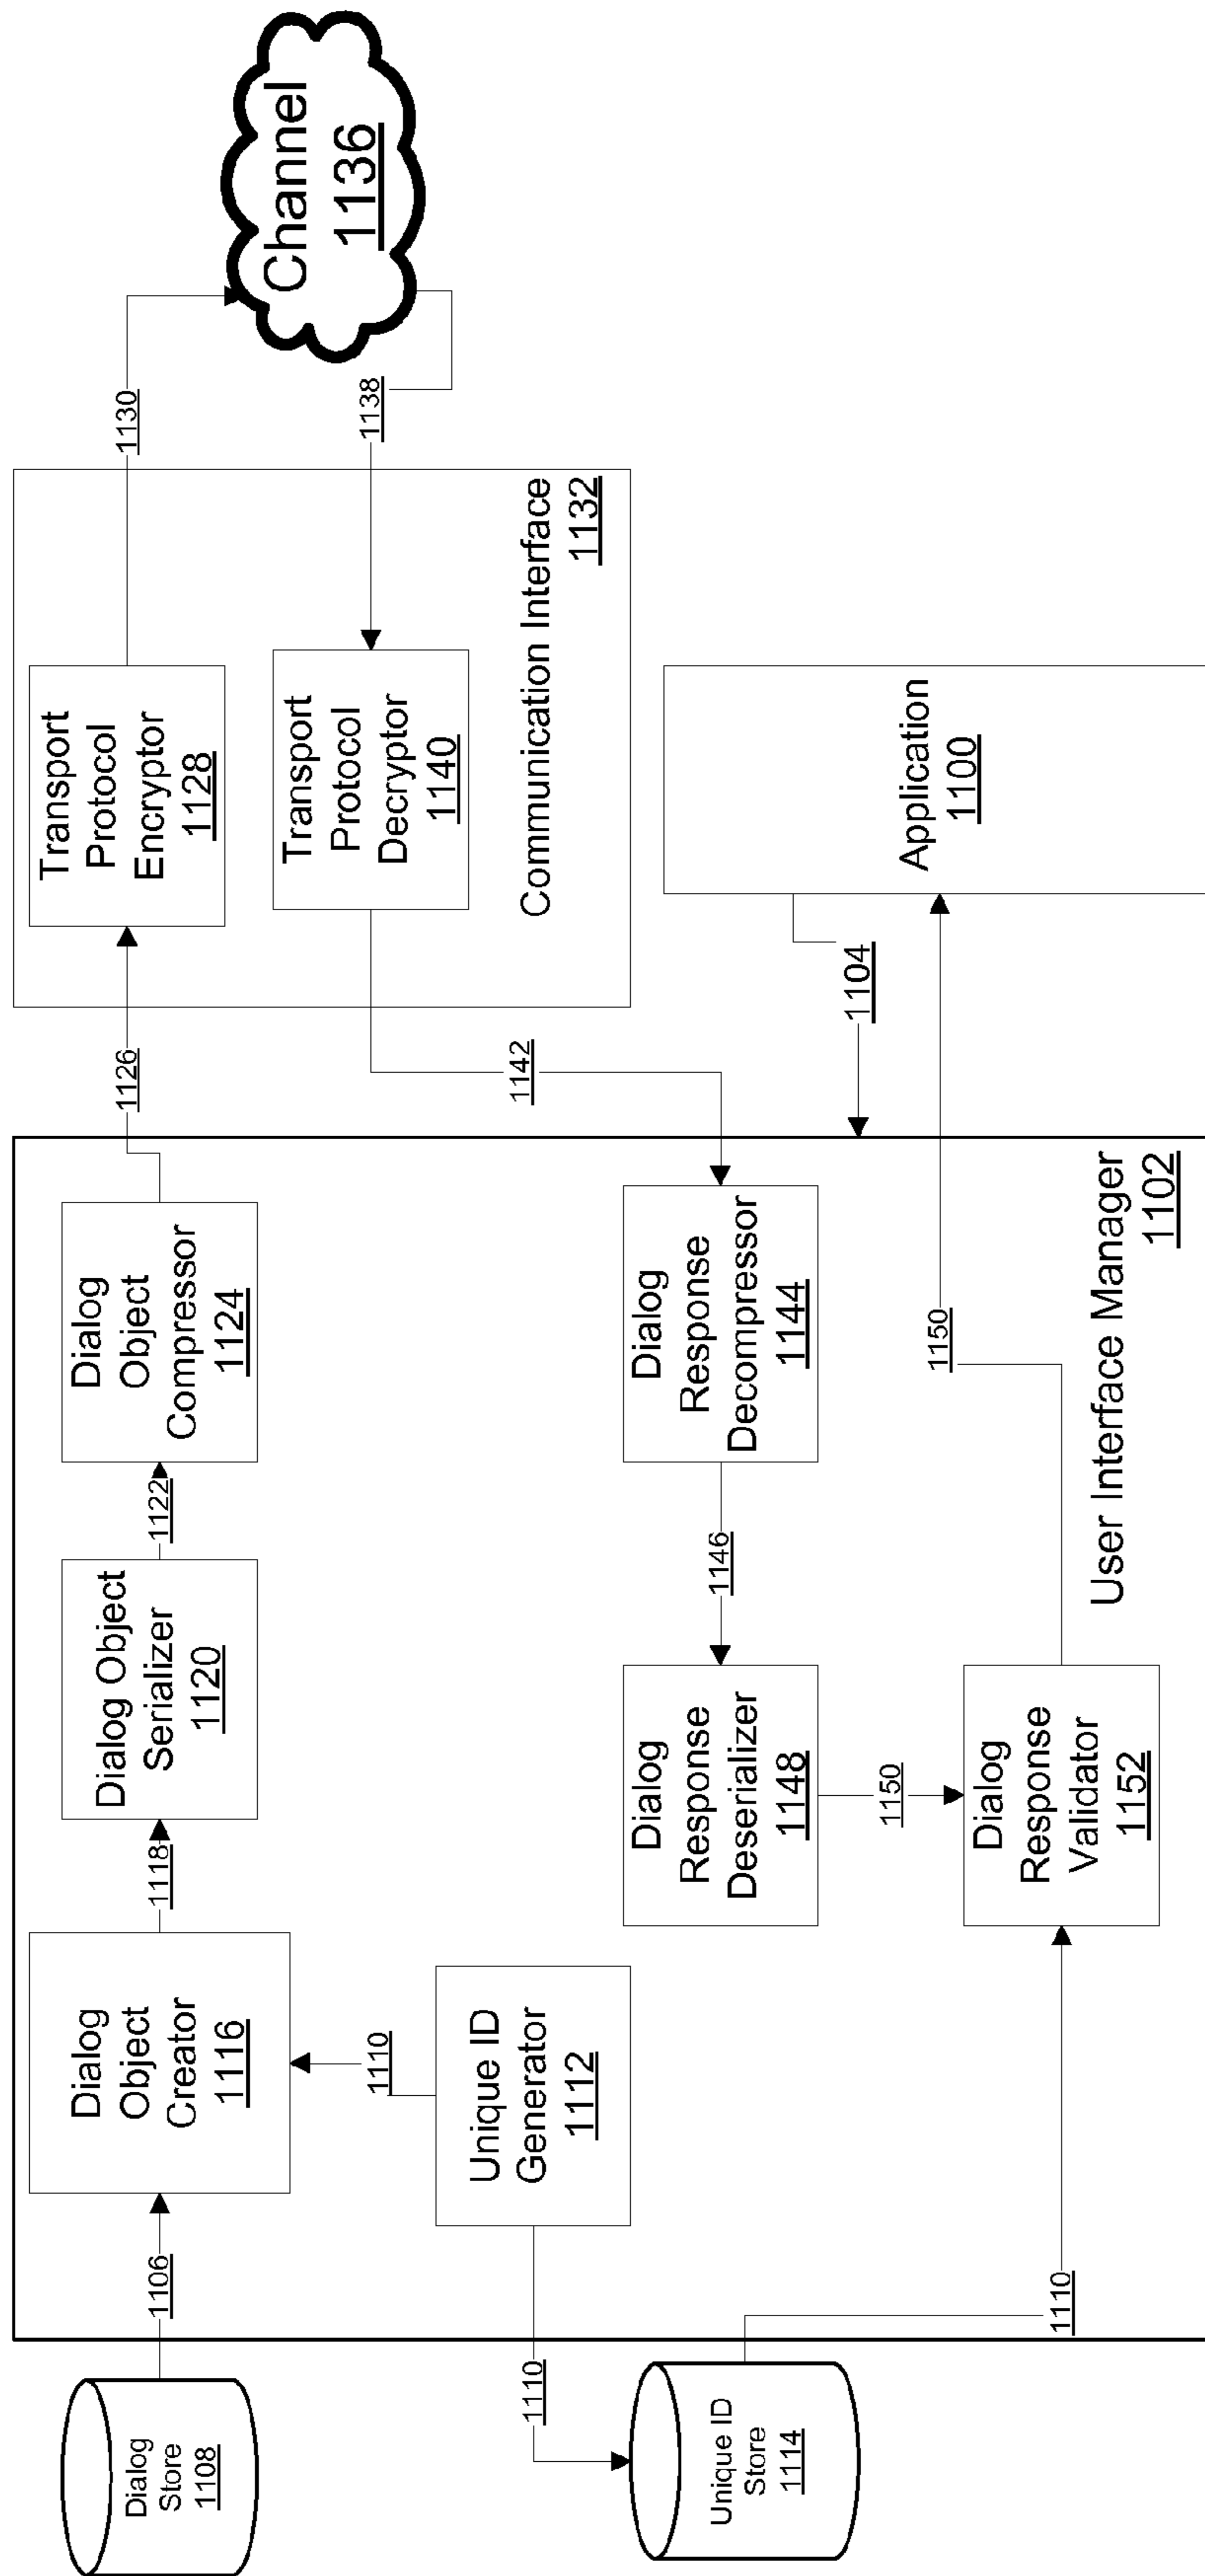 Dialog
Store
1108
1106
Dialog
Object
Creator
1116
1118
Dialog Object
Serializer
1120
1122
Dialog
Object
Compressor
1124
1126
Transport
Protocol
Encryptor
1128
1130
Channel
1136
1138
Transport
Protocol
Decryptor
1140
Communication Interface
1132
1142
1110
Unique ID
Generator
1112
1110
Unique ID
Store
1114
1110
Dialog
Response
Decompressor
1144
1146
Dialog
Response
Deserializer
1148
1150
Dialog
Response
Validator
1152
1150
1104
Application
1100
User Interface Manager
1102